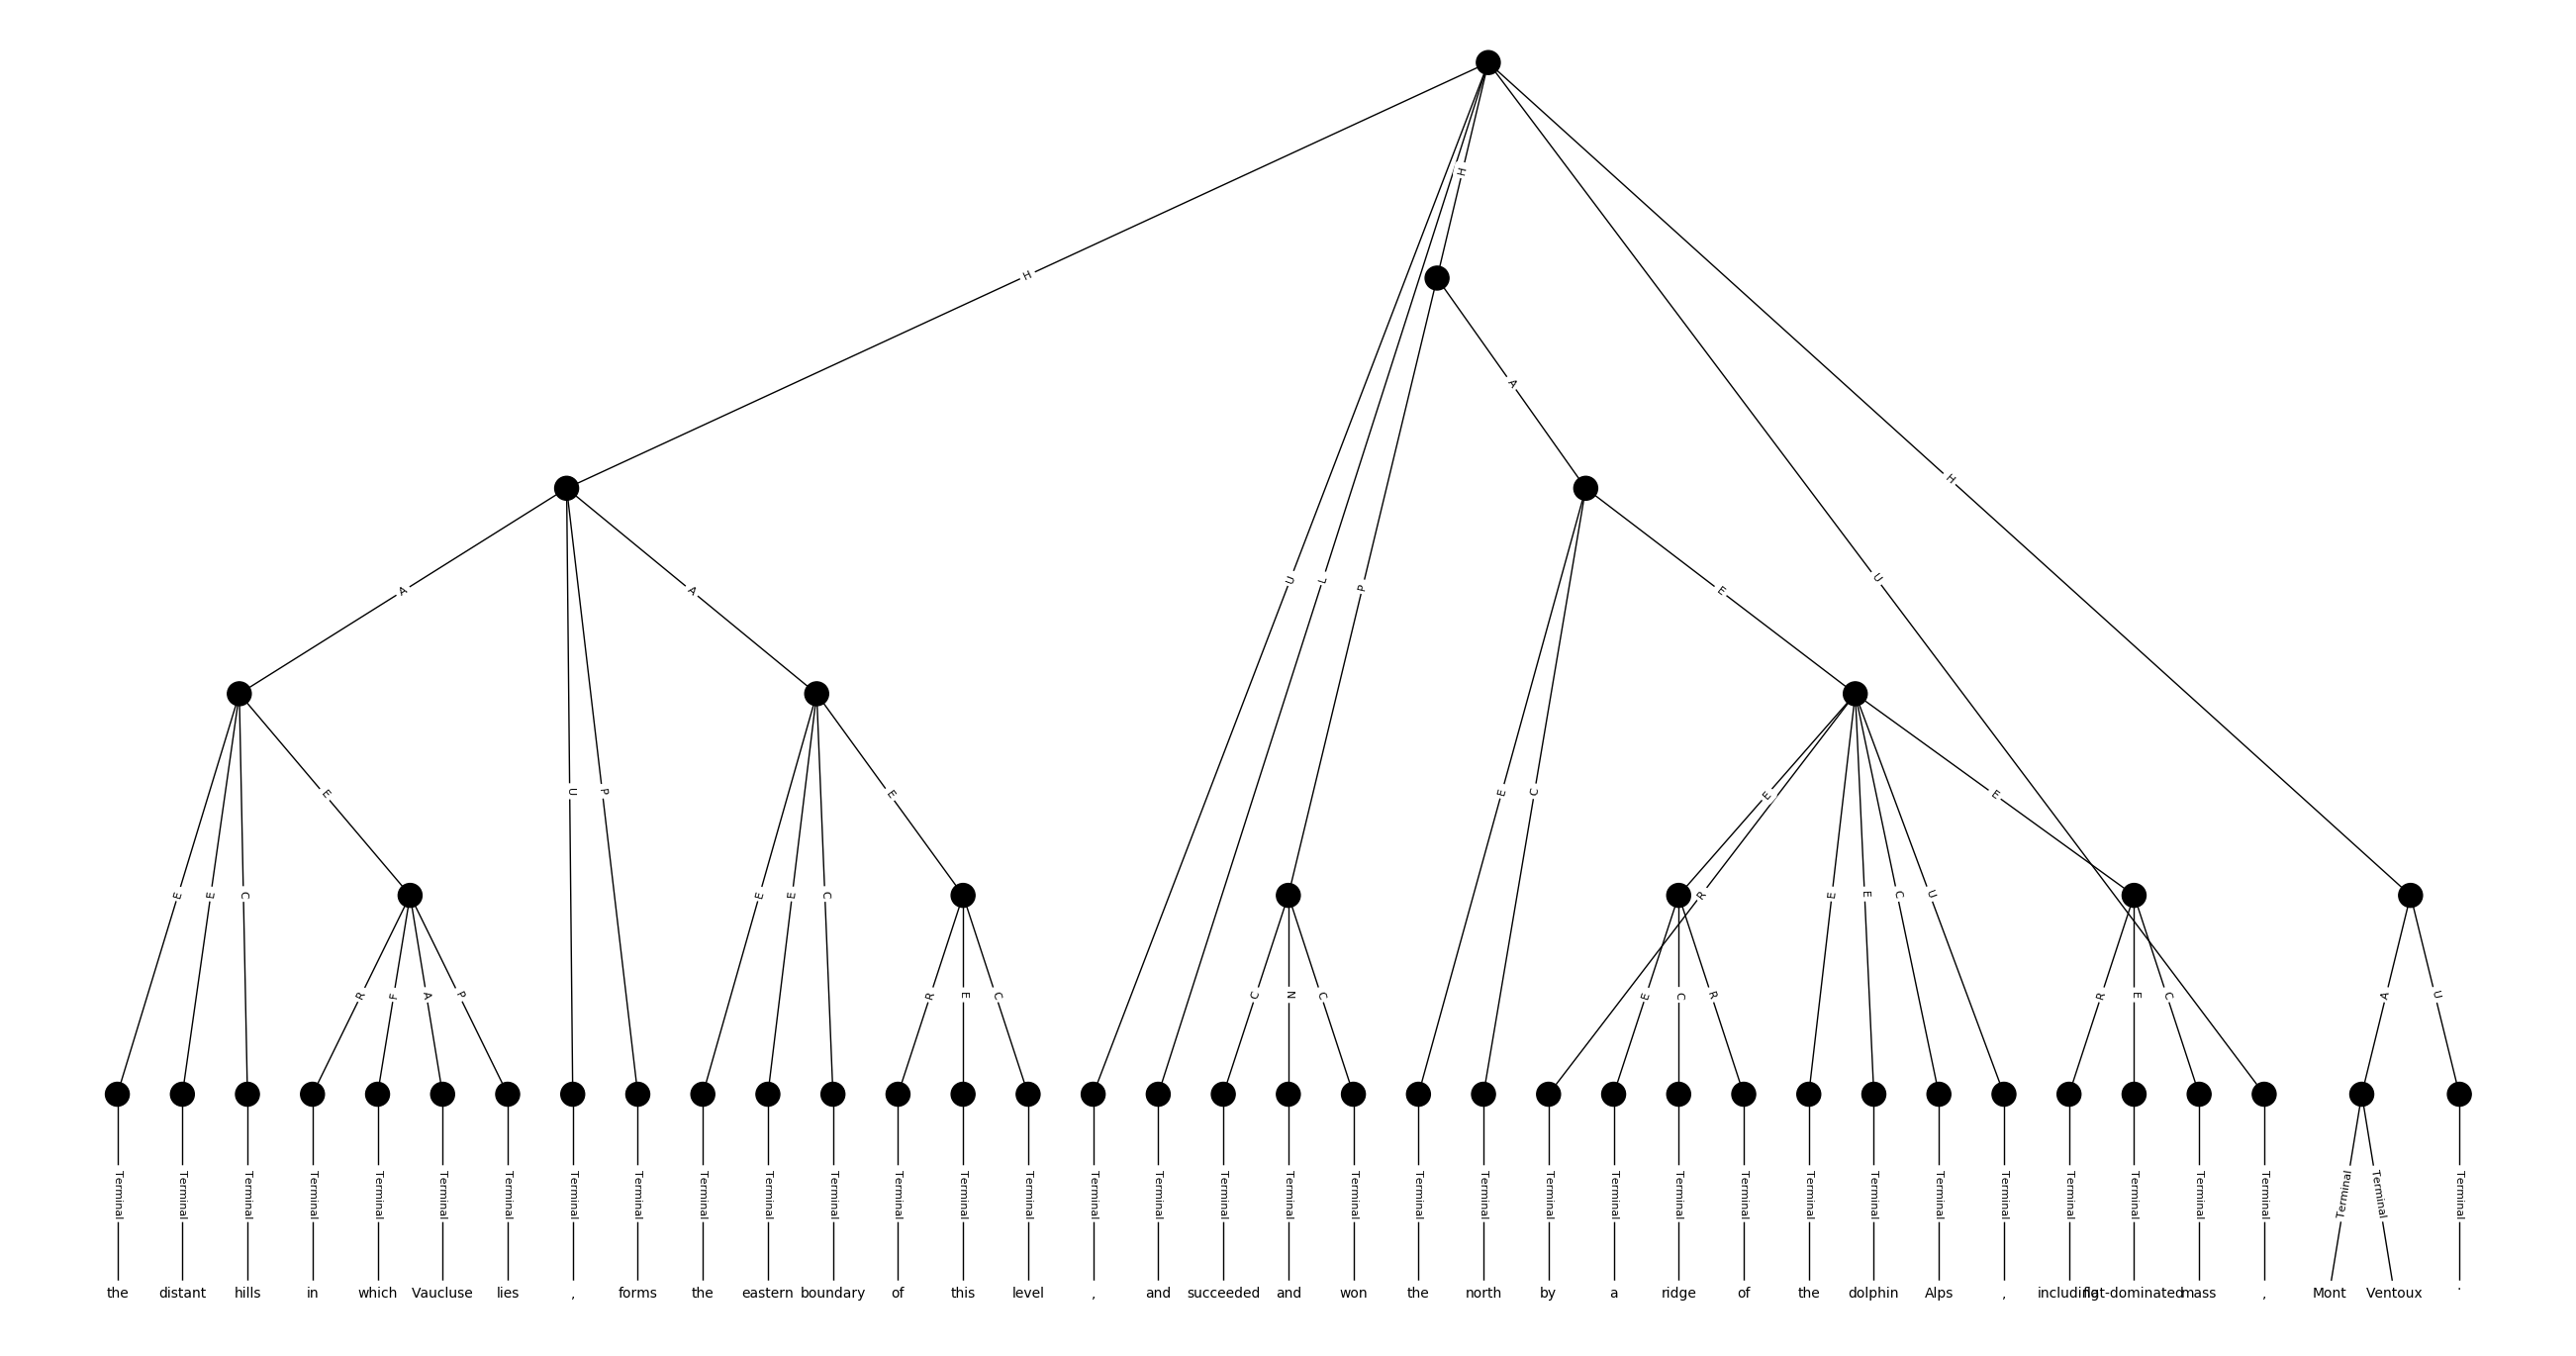 H
H
A
H
P
U
L
U
A
A
E
E
E
E
C
U
P
E
C
E
R
E
E
E
C
E
E
C
E
E
C
U
R
F
A
P
R
E
C
C
N
C
E
C
R
R
E
C
A
U
Terminal Terminal Terminal Terminal Terminal Terminal Terminal Terminal Terminal Terminal Terminal Terminal Terminal Terminal Terminal Terminal Terminal Terminal Terminal Terminal Terminal Terminal Terminal Terminal Terminal Terminal Terminal Terminal Terminal Terminal Terminal Terminal Terminal Terminal Terminal Terminal Terminal
the distant hills in which Vaucluse lies , forms the eastern boundary of this level , and succeeded and won the north by a ridge of the dolphin Alps , including flat-dominated mass , Mont Ventoux .